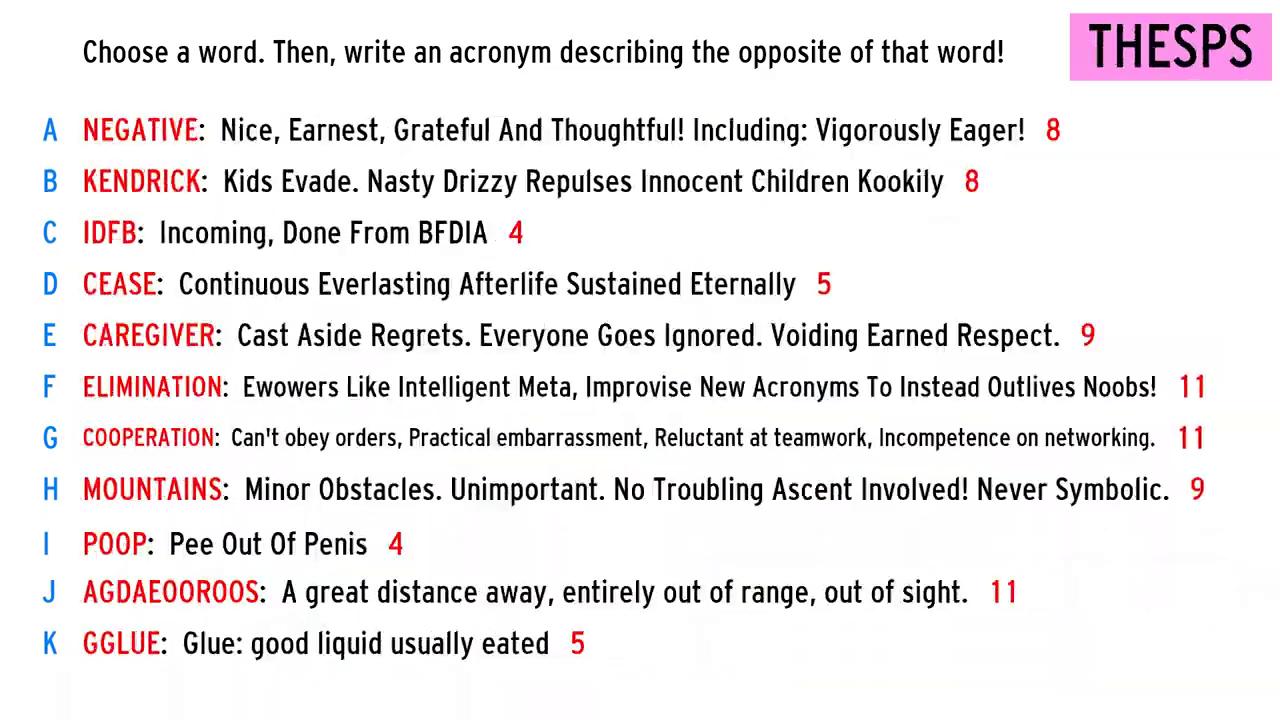 Choose a word. Then, write an acronym describing the opposite of that word!
THESPS
A NEGATIVE: Nice, Earnest, Grateful And Thoughtful! Including: Vigorously Eager! 8
B KENDRICK: Kids Evade. Nasty Drizzy Repulses Innocent Children Kookily 8
C IDFB: Incoming, Done From BFDIA 4
D CEASE: Continuous Everlasting Afterlife Sustained Eternally 5
E CAREGIVER: Cast Aside Regrets. Everyone Goes Ignored. Voiding Earned Respect. 9
F ELIMINATION: Ewowers Like Intelligent Meta, Improvise New Acronyms To Instead Outlives Noobs! 11
G COOPERATION: Can't obey orders, Practical embarrassment, Reluctant at teamwork, Incompetence on networking. 11
H MOUNTAINS: Minor Obstacles. Unimportant. No Troubling Ascent Involved! Never Symbolic. 9
I POOP: Pee Out Of Penis 4
J AGDAEOOROOS: A great distance away, entirely out of range, out of sight. 11
K GGLUE: Glue: good liquid usually eated 5